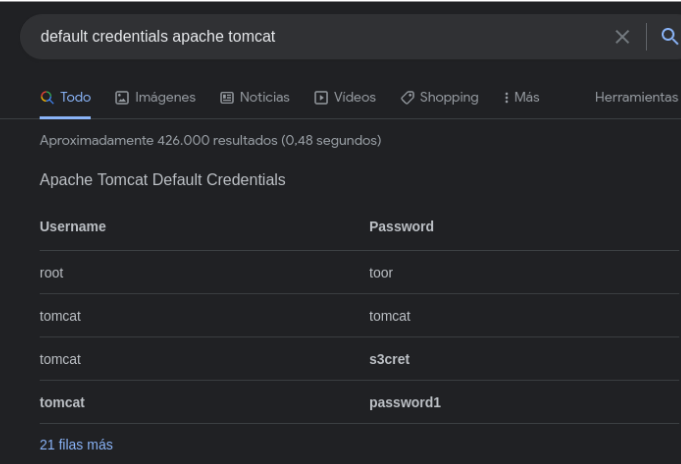 default credentials apache tomcat
Todo Imágenes Noticias Vídeos Shopping Más Herramientas
Aproximadamente 426.000 resultados (0,48 segundos)
Apache Tomcat Default Credentials
Username Password
root toor
tomcat tomcat
tomcat s3cret
tomcat password1
21 filas más